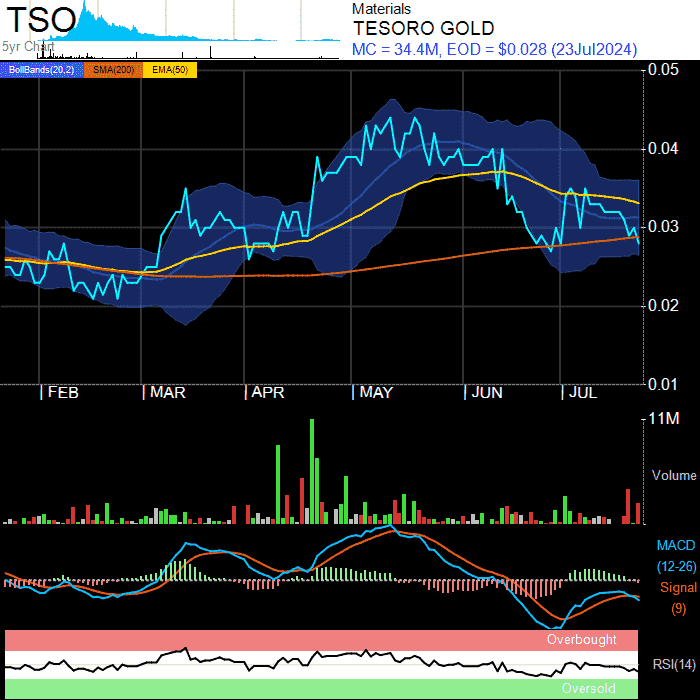 TSO
5yr Chart
Materials
TESORO GOLD
MC = 34.4M, EOD = $0.028 (23Jul2024)
BollBands(20,2) SMA(200) EMA(50)
0.05
0.04
0.03
0.02
0.01
FEB MAR APR MAY JUN JUL
11M
Volume
MACD
(12-26)
Signal
(9)
Overbought
RSI(14)
Oversold